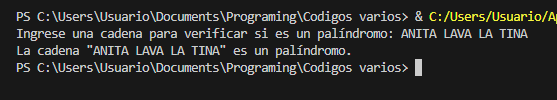 PS C:\Users\Usuario\Documents\Programing\Codigos varios> & C:/Users/Usuario/A
Ingrese una cadena para verificar si es un palíndromo: ANITA LAVA LA TINA
La cadena "ANITA LAVA LA TINA" es un palíndromo.
PS C:\Users\Usuario\Documents\Programing\Codigos varios>